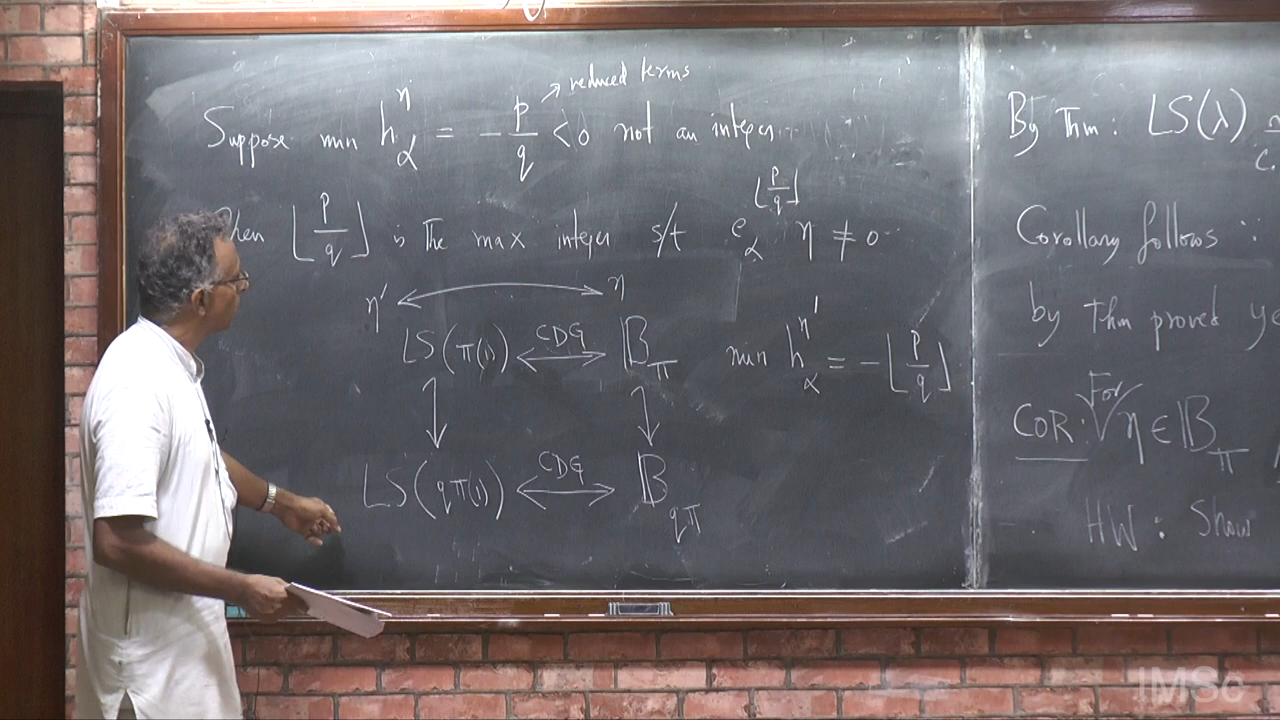 Suppose min h_α^η = - p/q < 0 not an integer
→ reduced terms
Then ⌊p/q⌋ is the max integer s/t e_α^⌊p/q⌋ η ≠ 0
η' ↔ η
LS(π(1)) ↔ CDG 𝔹_π
min h_α^η' = - ⌊p/q⌋
LS(qπ(1)) ↔ CDG 𝔹_qπ
By Thm: LS(λ)
Corollary follows ∵
by thm proved
COR: For η ∈ 𝔹_π
HW: Show
IMSc